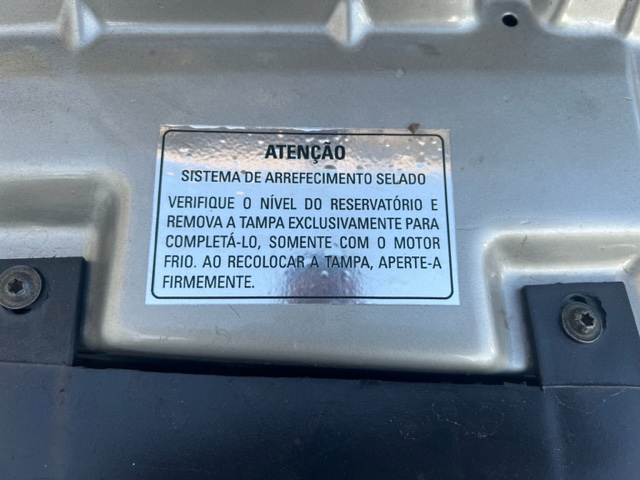 ATENÇÃO
SISTEMA DE ARREFECIMENTO SELADO
VERIFIQUE O NÍVEL DO RESERVATÓRIO E
REMOVA A TAMPA EXCLUSIVAMENTE PARA
COMPLETÁ-LO, SOMENTE COM O MOTOR
FRIO. AO RECOLOCAR A TAMPA, APERTE-A
FIRMEMENTE.